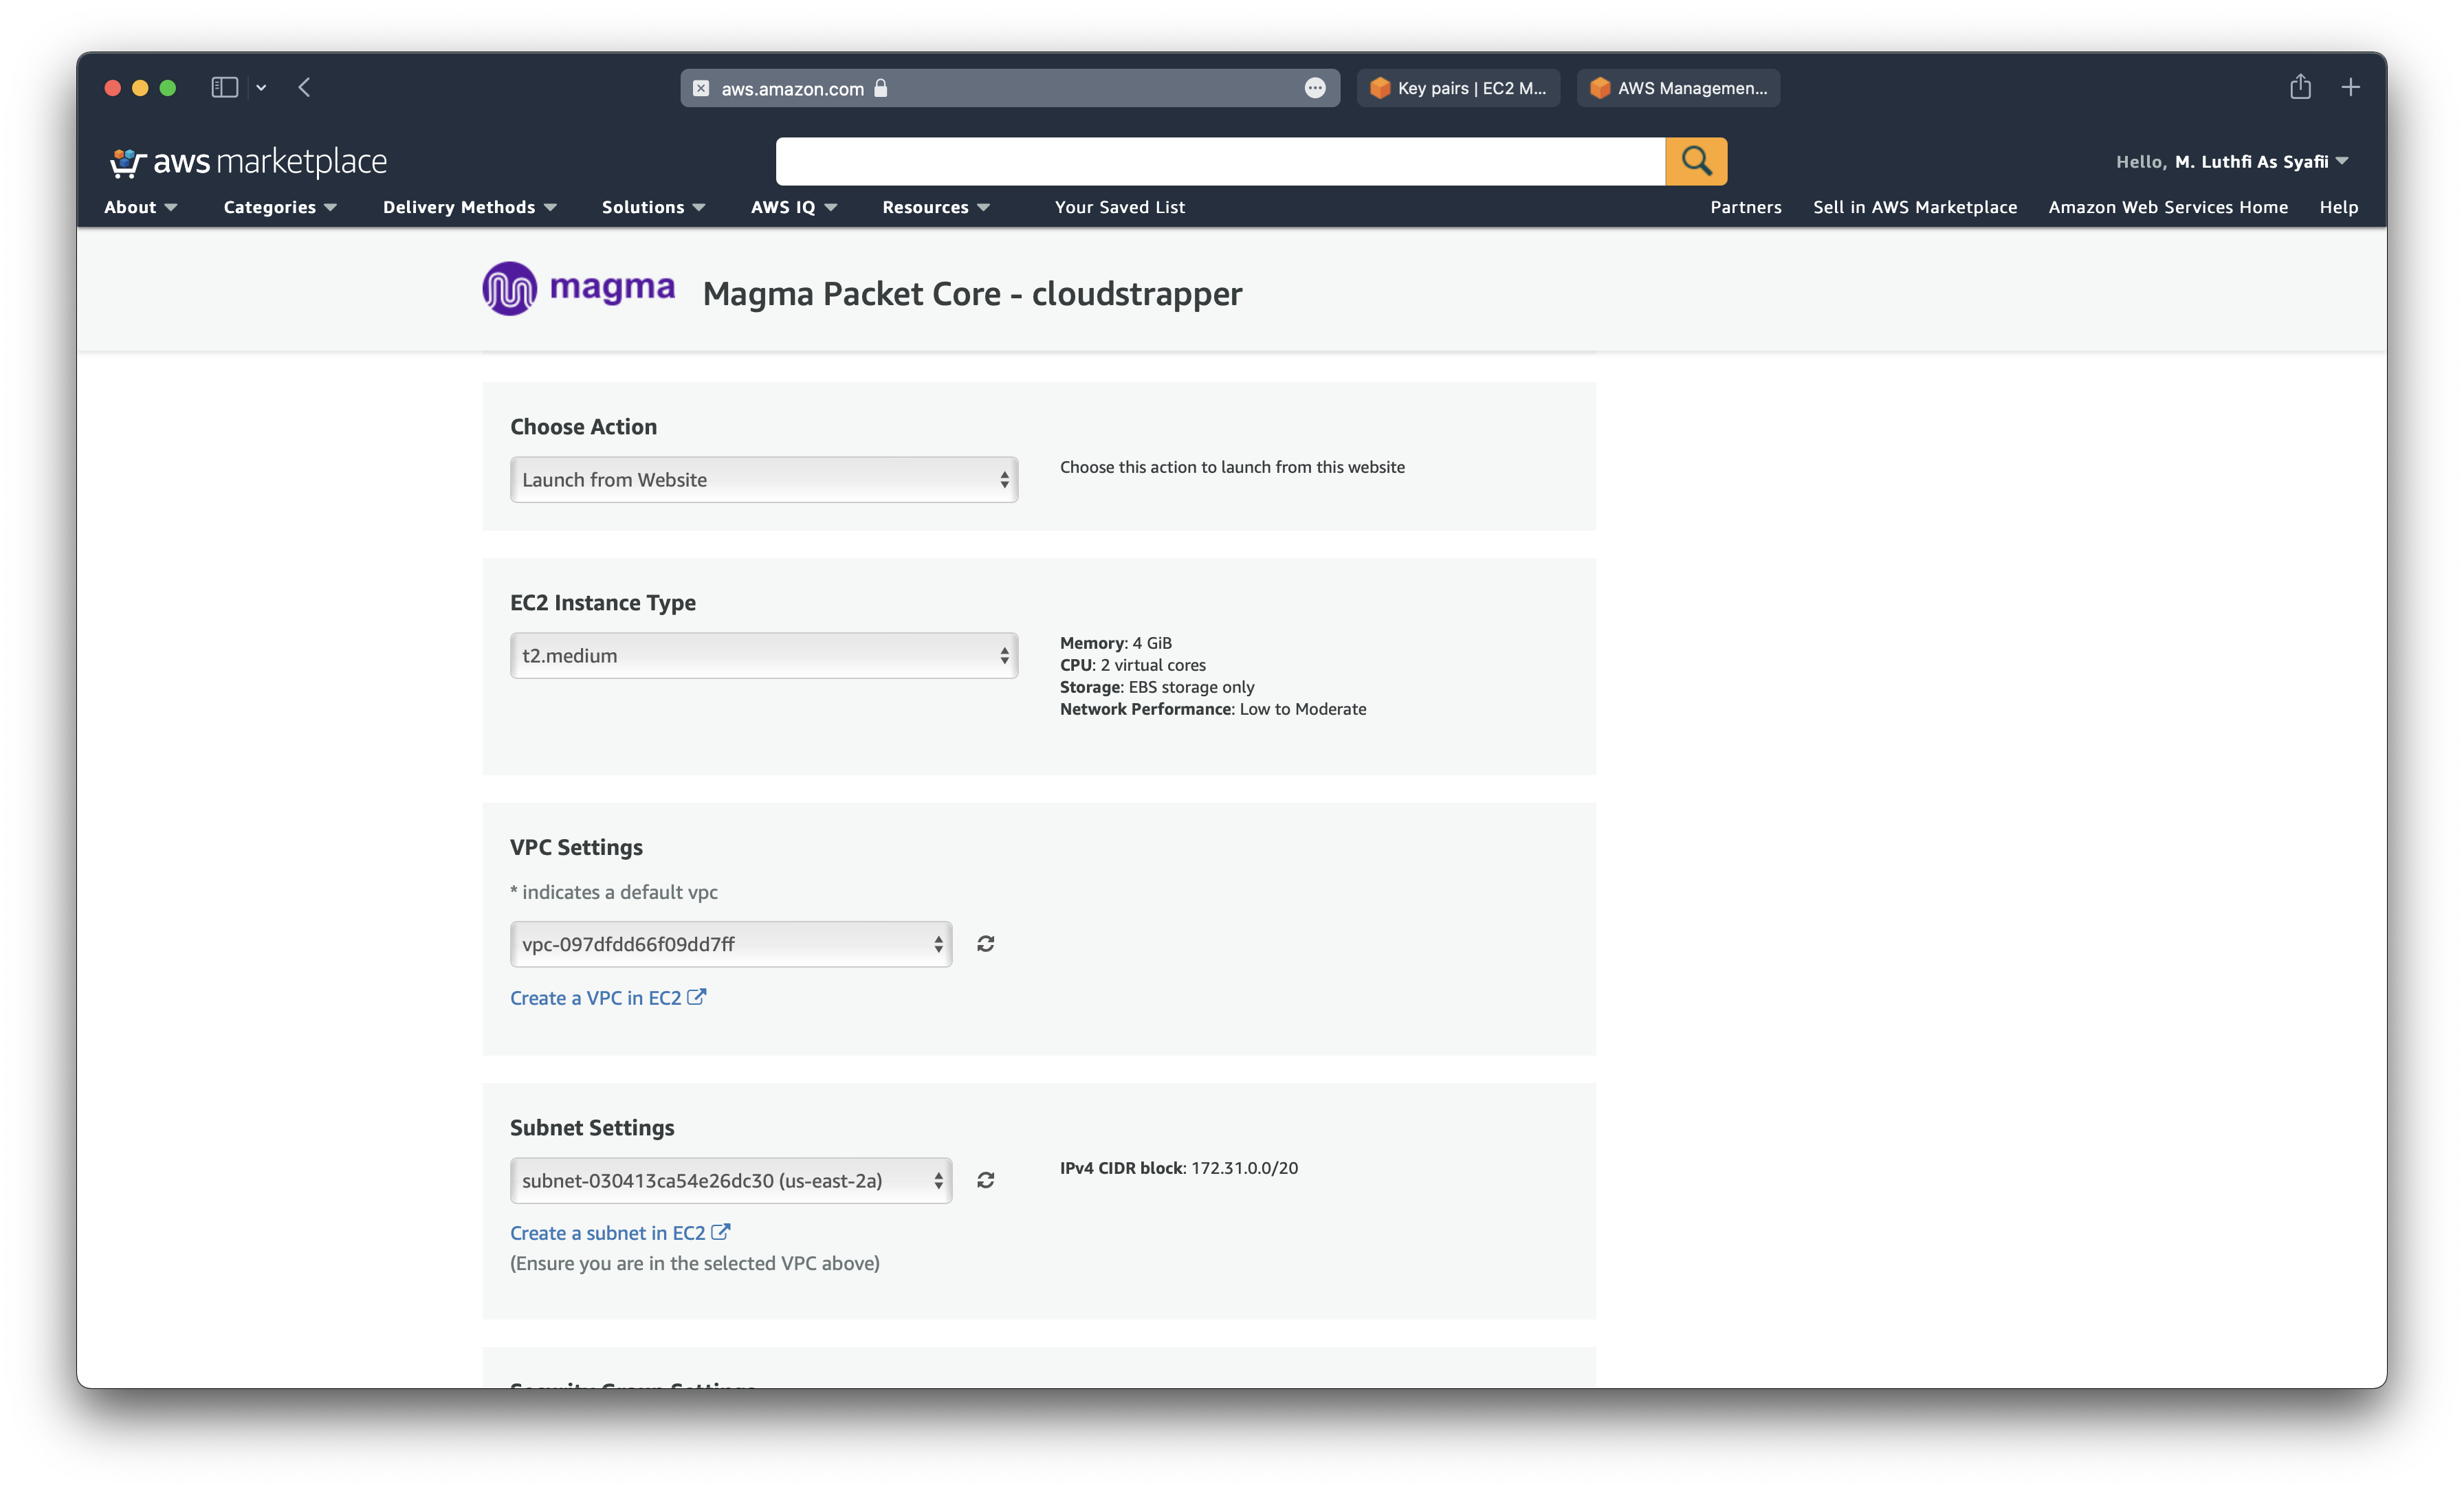 aws.amazon.com
Key pairs | EC2 M...
AWS Managemen...
aws marketplace
Hello, M. Luthfi As Syafii
About
Categories
Delivery Methods
Solutions
AWS IQ
Resources
Your Saved List
Partners
Sell in AWS Marketplace
Amazon Web Services Home
Help
magma
Magma Packet Core - cloudstrapper
Choose Action
Launch from Website
Choose this action to launch from this website
EC2 Instance Type
t2.medium
Memory: 4 GiB
CPU: 2 virtual cores
Storage: EBS storage only
Network Performance: Low to Moderate
VPC Settings
* indicates a default vpc
vpc-097dfdd66f09dd7ff
Create a VPC in EC2
Subnet Settings
subnet-030413ca54e26dc30 (us-east-2a)
IPv4 CIDR block: 172.31.0.0/20
Create a subnet in EC2
(Ensure you are in the selected VPC above)
Security Group Settings